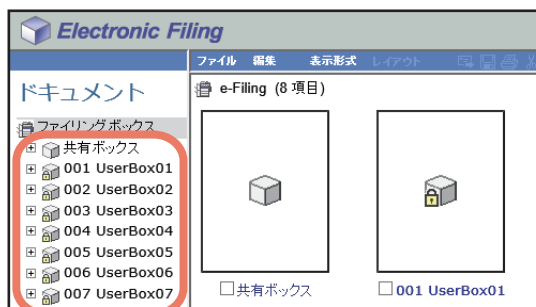 Electronic Filing
ファイル 編集 表示形式 レイアウト
ドキュメント
ファイリングボックス
共有ボックス
001 UserBox01
002 UserBox02
003 UserBox03
004 UserBox04
005 UserBox05
006 UserBox06
007 UserBox07
e-Filing (8 項目)
共有ボックス
001 UserBox01